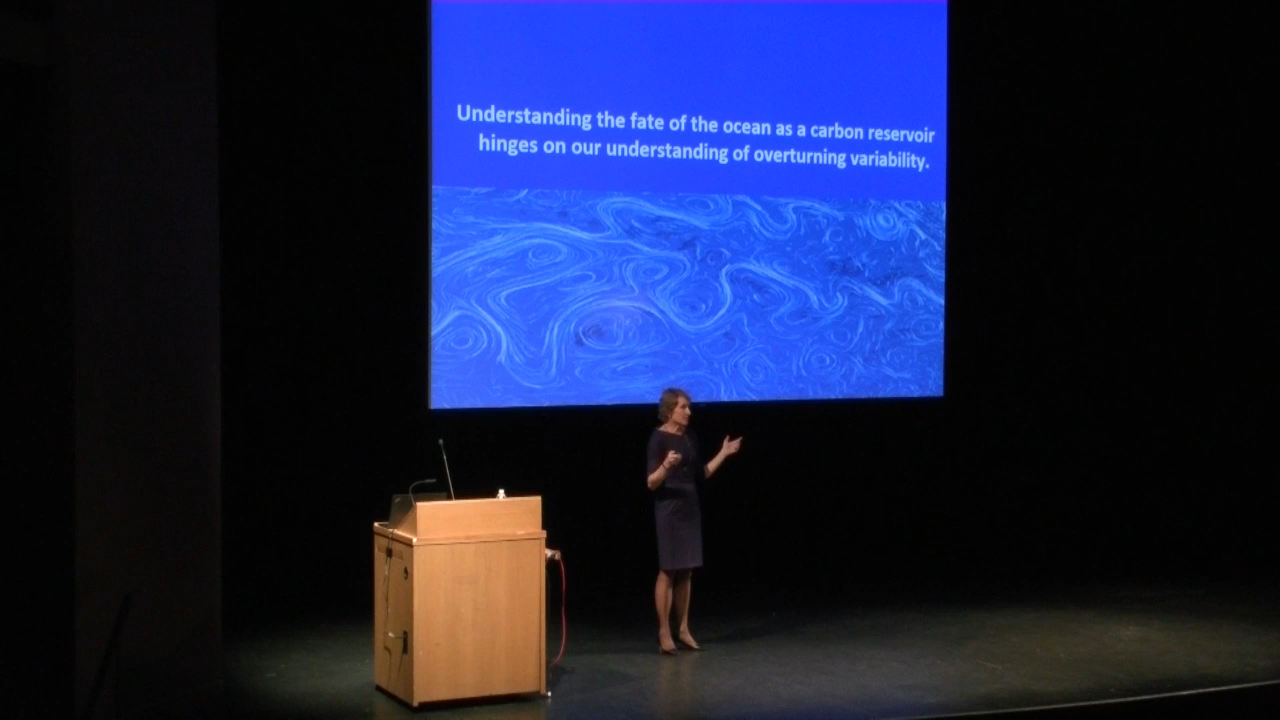 Understanding the fate of the ocean as a carbon reservoir
hinges on our understanding of overturning variability.